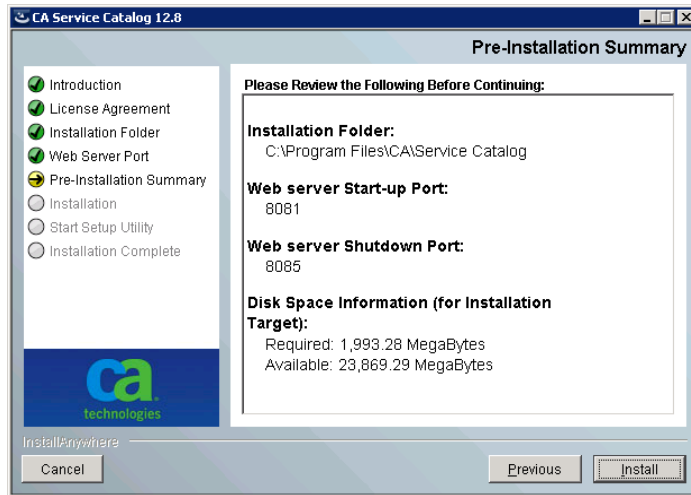 CA Service Catalog 12.8
Pre-Installation Summary
Introduction
License Agreement
Installation Folder
Web Server Port
Pre-Installation Summary
Installation
Start Setup Utility
Installation Complete
Please Review the Following Before Continuing:
Installation Folder:
C:\Program Files\CA\Service Catalog
Web server Start-up Port:
8081
Web server Shutdown Port:
8085
Disk Space Information (for Installation
Target):
Required: 1,993.28 MegaBytes
Available: 23,869.29 MegaBytes
ca
technologies
InstallAnywhere
Cancel
Previous
Install